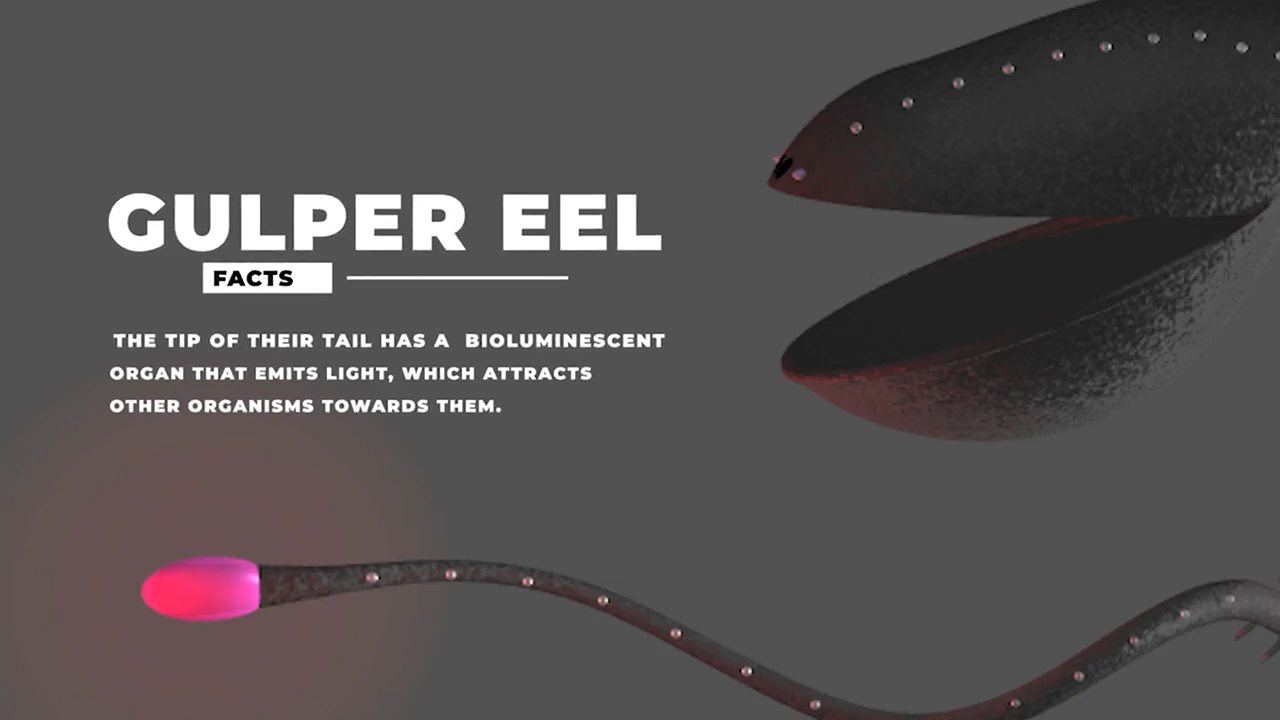 GULPER EEL
FACTS
THE TIP OF THEIR TAIL HAS A BIOLUMINESCENT
ORGAN THAT EMITS LIGHT, WHICH ATTRACTS
OTHER ORGANISMS TOWARDS THEM.